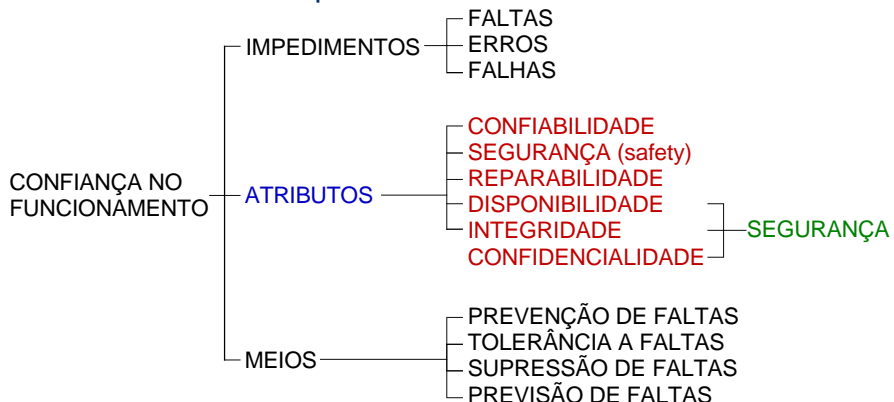 FALTAS
IMPEDIMENTOS
ERROS
FALHAS
CONFIABILIDADE
SEGURANÇA (safety)
REPARABILIDADE
CONFIANÇA NO
FUNCIONAMENTO
ATRIBUTOS
DISPONIBILIDADE
INTEGRIDADE
SEGURANÇA
CONFIDENCIALIDADE
PREVENÇÃO DE FALTAS
TOLERÂNCIA A FALTAS
MEIOS
SUPRESSÃO DE FALTAS
PREVISÃO DE FALTAS